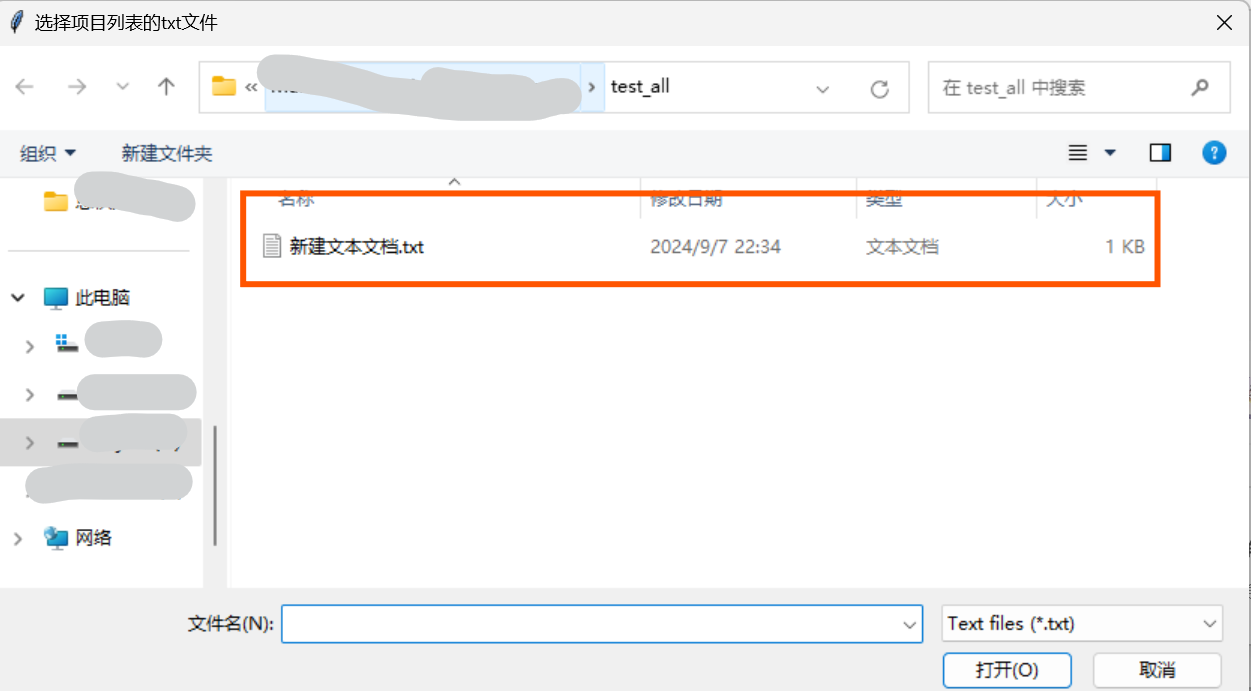 选择项目列表的txt文件
« › test_all
在 test_all 中搜索
组织
新建文件夹
名称 修改日期 类型 大小
新建文本文档.txt 2024/9/7 22:34 文本文档 1 KB
此电脑
网络
文件名(N):
Text files (*.txt)
打开(O) 取消